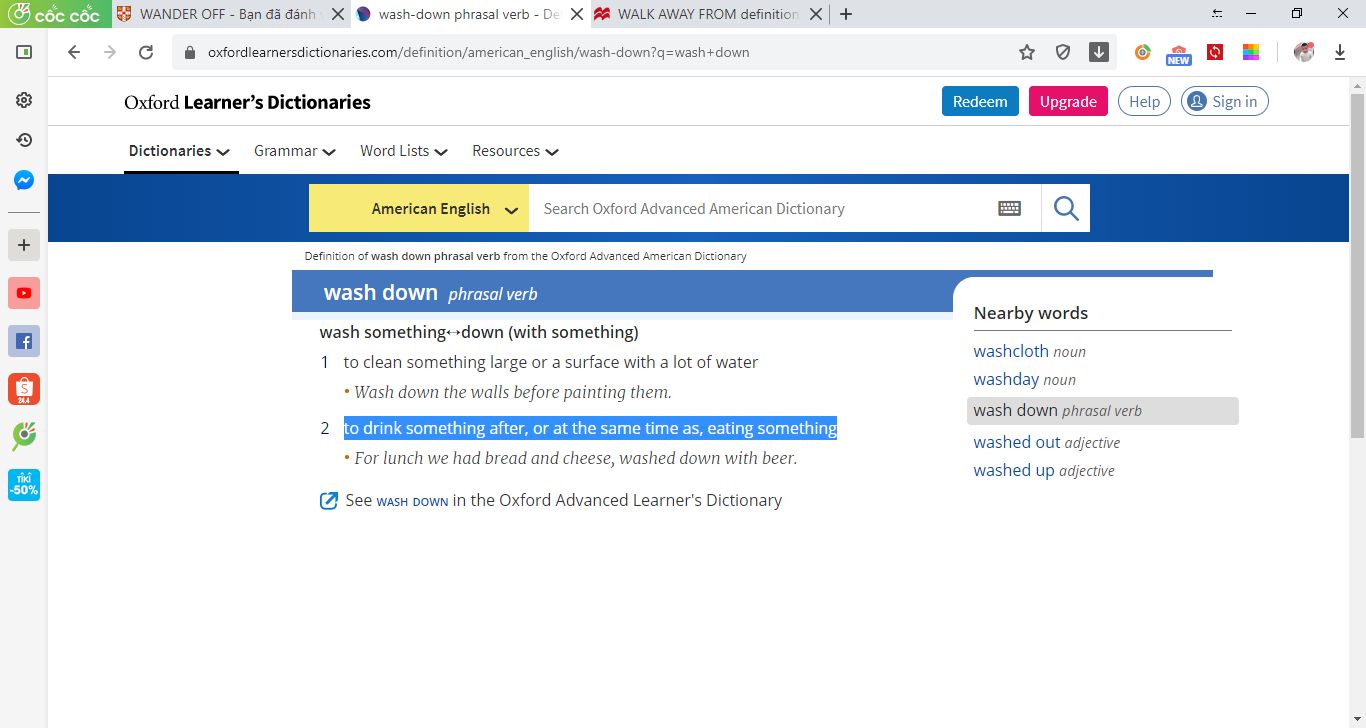 cốc cốc
WANDER OFF - Bạn đã đánh
wash-down phrasal verb - De
WALK AWAY FROM definition
oxfordlearnersdictionaries.com/definition/american_english/wash-down?q=wash+down
NEW
Oxford Learner's Dictionaries
Redeem
Upgrade
Help
Sign in
Dictionaries
Grammar
Word Lists
Resources
American English
Search Oxford Advanced American Dictionary
Definition of wash down phrasal verb from the Oxford Advanced American Dictionary
wash down phrasal verb
wash something↔down (with something)
1 to clean something large or a surface with a lot of water
• Wash down the walls before painting them.
2 to drink something after, or at the same time as, eating something
• For lunch we had bread and cheese, washed down with beer.
See WASH DOWN in the Oxford Advanced Learner's Dictionary
Nearby words
washcloth noun
washday noun
wash down phrasal verb
washed out adjective
washed up adjective
24.4
TIKI
-50%